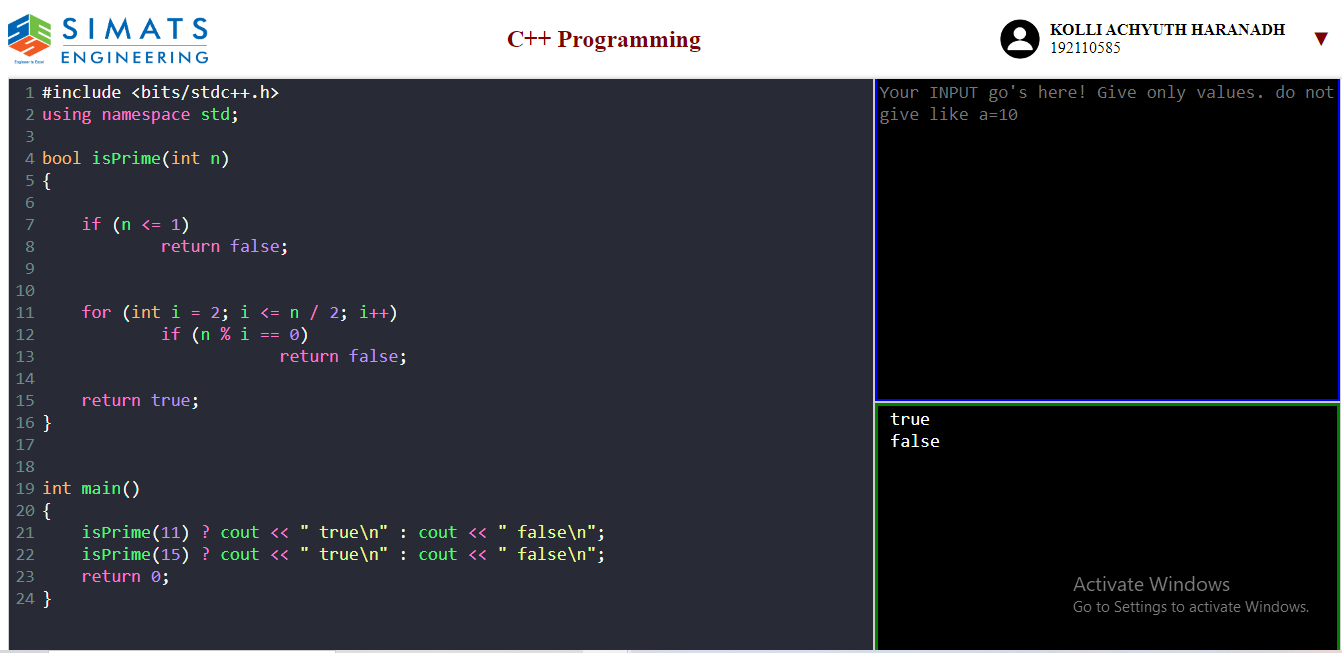 SIMATS
ENGINEERING
Engineer to Excel
C++ Programming
KOLLI ACHYUTH HARANADH
192110585
▼
1 #include <bits/stdc++.h>
2 using namespace std;
3
4 bool isPrime(int n)
5 {
6
7     if (n <= 1)
8             return false;
9
10
11     for (int i = 2; i <= n / 2; i++)
12             if (n % i == 0)
13                         return false;
14
15     return true;
16 }
17
18
19 int main()
20 {
21     isPrime(11) ? cout << " true\n" : cout << " false\n";
22     isPrime(15) ? cout << " true\n" : cout << " false\n";
23     return 0;
24 }
Your INPUT go's here! Give only values. do not
give like a=10
true
false
Activate Windows
Go to Settings to activate Windows.